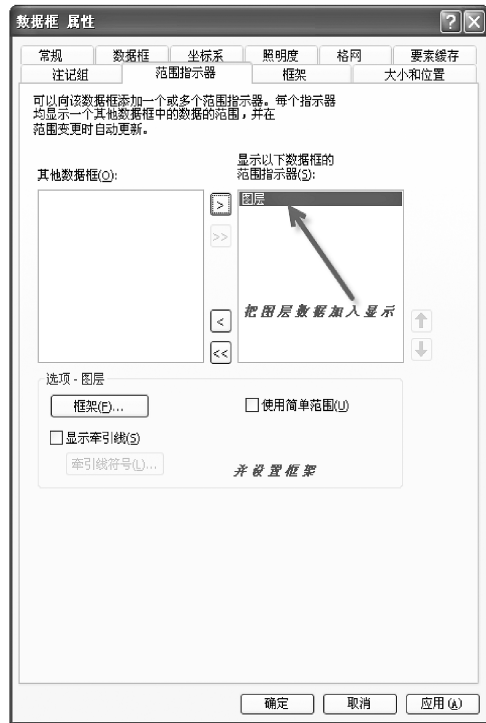 数据框 属性
常规 数据框 坐标系 照明度 格网 要素缓存
注记组 范围指示器 框架 大小和位置
可以向该数据框添加一个或多个范围指示器。每个指示器
均显示一个其他数据框中的数据的范围，并在
范围变更时自动更新。
显示以下数据框的
其他数据框(O): 范围指示器(S):
图层
>
>>
把图层数据加入显示
<
<<
选项 - 图层
框架(F)... 使用简单范围(U)
显示牵引线(S)
牵引线符号(L)... 并设置框架
确定 取消 应用(A)